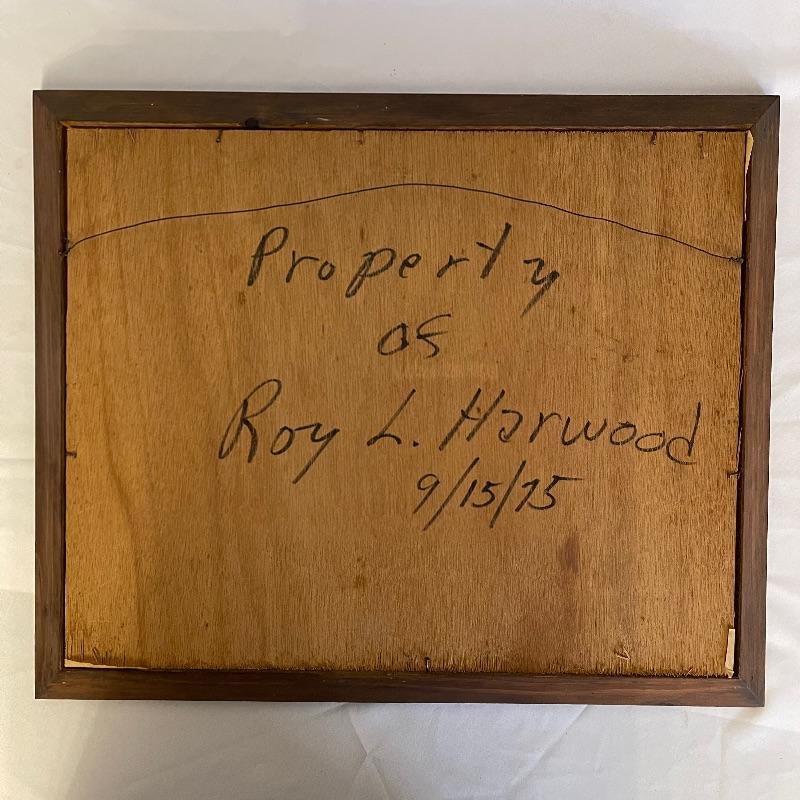 Property
of
Roy L. Harwood
9/15/75